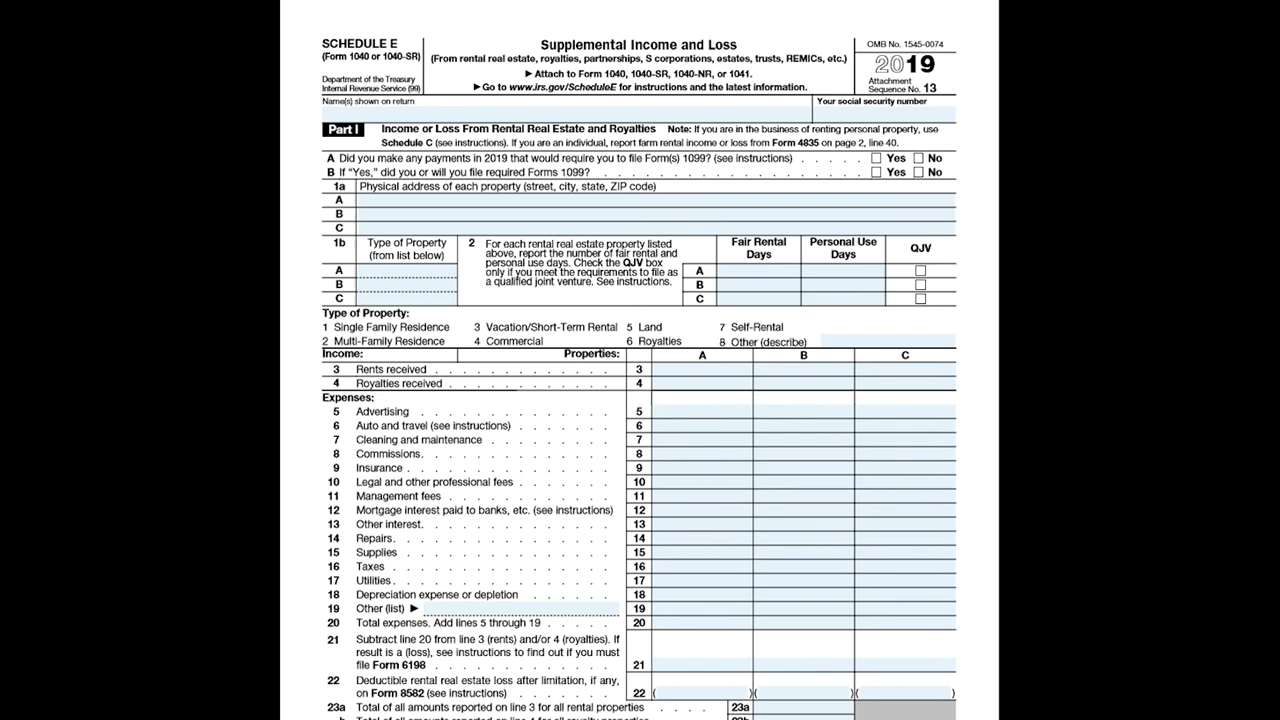 SCHEDULE E
(Form 1040 or 1040-SR)
Department of the Treasury
Internal Revenue Service (99)
Supplemental Income and Loss
(From rental real estate, royalties, partnerships, S corporations, estates, trusts, REMICs, etc.)
▶ Attach to Form 1040, 1040-SR, 1040-NR, or 1041.
▶ Go to www.irs.gov/ScheduleE for instructions and the latest information.
OMB No. 1545-0074
2019
Attachment
Sequence No. 13
Name(s) shown on return
Your social security number
Part I Income or Loss From Rental Real Estate and Royalties Note: If you are in the business of renting personal property, use
Schedule C (see instructions). If you are an individual, report farm rental income or loss from Form 4835 on page 2, line 40.
A Did you make any payments in 2019 that would require you to file Form(s) 1099? (see instructions) . . . . . Yes No
B If “Yes,” did you or will you file required Forms 1099? . . . . . . . . . . . . . . . Yes No
1a Physical address of each property (street, city, state, ZIP code)
A
B
C
1b Type of Property
(from list below)
A
B
C
2 For each rental real estate property listed
above, report the number of fair rental and
personal use days. Check the QJV box
only if you meet the requirements to file as
a qualified joint venture. See instructions.
Fair Rental
Days
Personal Use
Days
QJV
A
B
C
Type of Property:
1 Single Family Residence 3 Vacation/Short-Term Rental 5 Land 7 Self-Rental
2 Multi-Family Residence 4 Commercial 6 Royalties 8 Other (describe)
Income: Properties: A B C
3 Rents received . . . . . . . . . . . . . 3
4 Royalties received . . . . . . . . . . . . 4
Expenses:
5 Advertising . . . . . . . . . . . . . 5
6 Auto and travel (see instructions) . . . . . . . 6
7 Cleaning and maintenance . . . . . . . . . 7
8 Commissions. . . . . . . . . . . . . . 8
9 Insurance . . . . . . . . . . . . . . 9
10 Legal and other professional fees . . . . . . . 10
11 Management fees . . . . . . . . . . . . 11
12 Mortgage interest paid to banks, etc. (see instructions) 12
13 Other interest. . . . . . . . . . . . . . 13
14 Repairs. . . . . . . . . . . . . . . . 14
15 Supplies . . . . . . . . . . . . . . 15
16 Taxes . . . . . . . . . . . . . . . 16
17 Utilities. . . . . . . . . . . . . . . . 17
18 Depreciation expense or depletion . . . . . . 18
19 Other (list) ▶ 19
20 Total expenses. Add lines 5 through 19 . . . . . 20
21 Subtract line 20 from line 3 (rents) and/or 4 (royalties). If
result is a (loss), see instructions to find out if you must
file Form 6198 . . . . . . . . . . . . . 21
22 Deductible rental real estate loss after limitation, if any,
on Form 8582 (see instructions) . . . . . . . 22 ( )( )( )
23a Total of all amounts reported on line 3 for all rental properties . . . . 23a
b Total of all amounts reported on line 4 for all royalty properties 23b